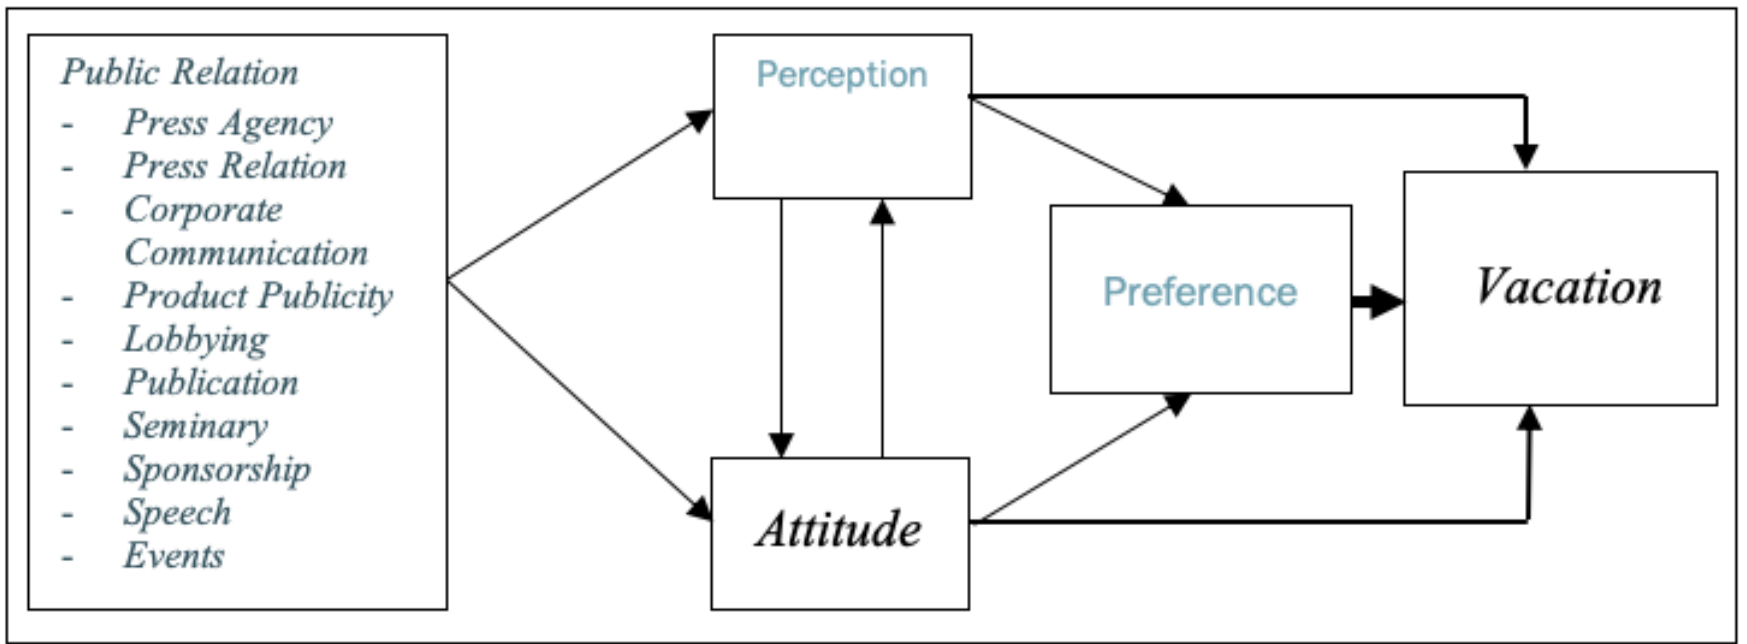 Public Relation
- Press Agency
- Press Relation
- Corporate
Communication
- Product Publicity
- Lobbying
- Publication
- Seminary
- Sponsorship
- Speech
- Events
Perception
Attitude
Preference
Vacation